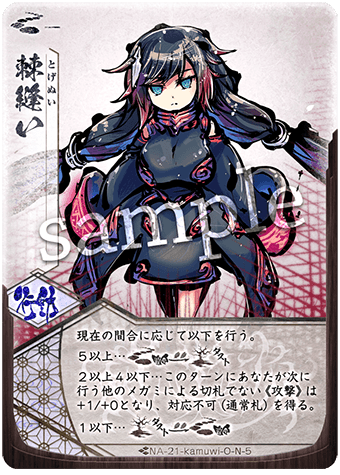 棘縫い
とげぬい
sample
現在の間合に応じて以下を行う。
5以上…
2以上4以下…このターンにあなたが次に
行う他のメガミによる切札でない《攻撃》は
+1/+0となり、対応不可(通常札)を得る。
1以下…
NA-21-kamuwi-O-N-5